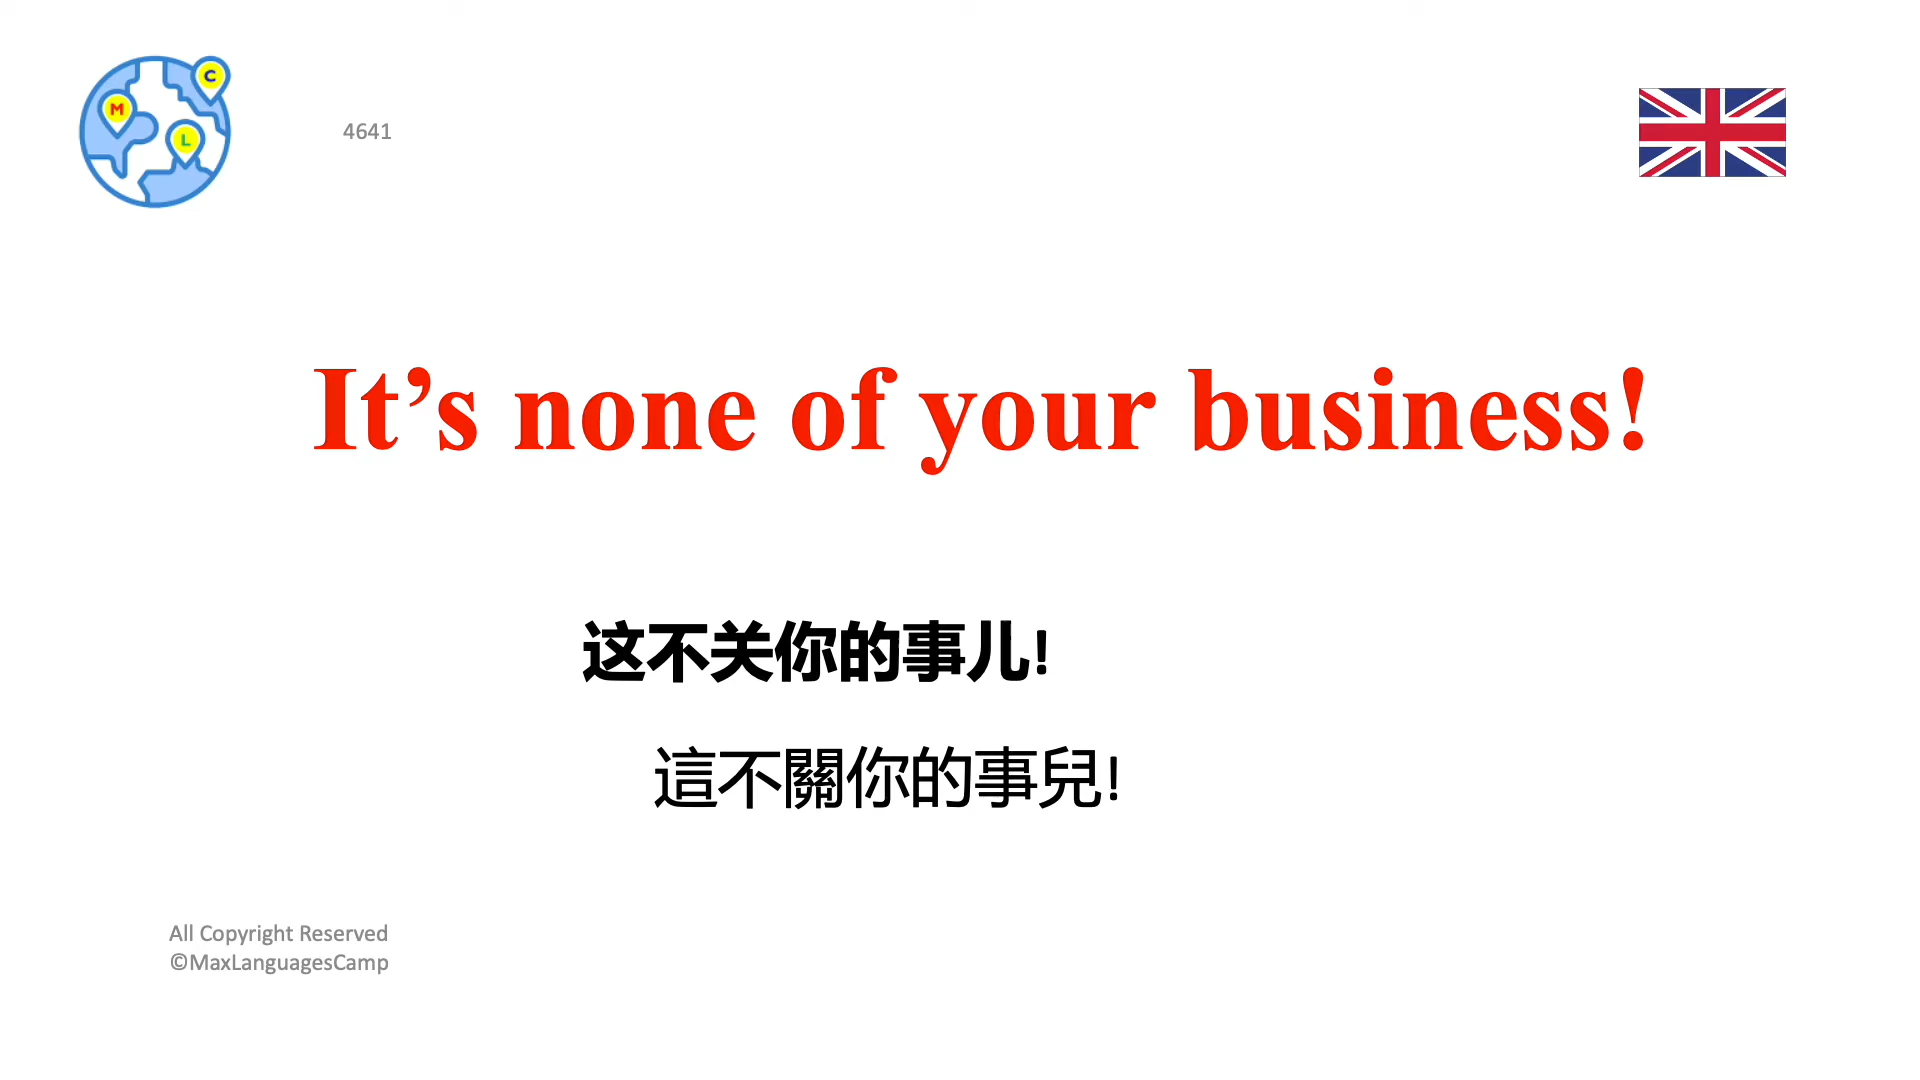 C
M
L
4641
It’s none of your business!
这不关你的事儿!
這不關你的事兒!
All Copyright Reserved
©MaxLanguagesCamp